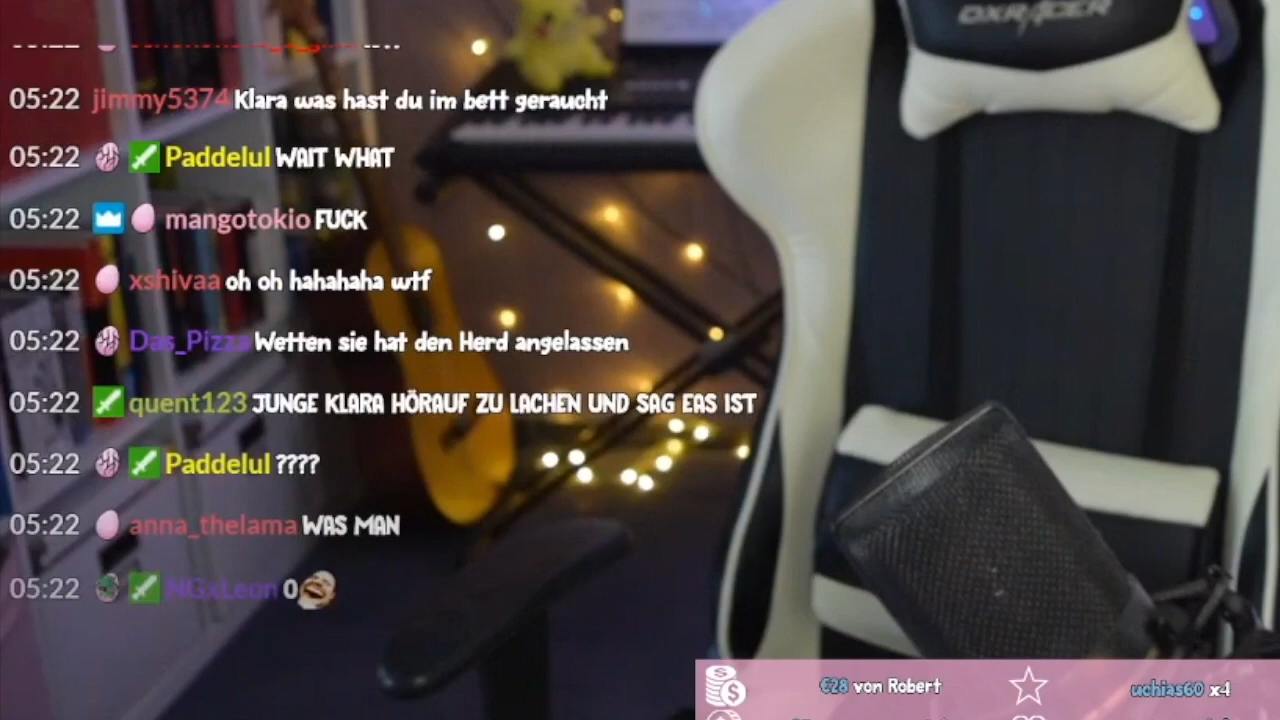 DXRACER
05:22
05:22 jimmy5374 Klara was hast du im bett geraucht
05:22 Paddelul WAIT WHAT
05:22 mangotokio FUCK
05:22 xshivaa oh oh hahahaha wtf
05:22 Das_Pizza Wetten sie hat den Herd angelassen
05:22 quent123 JUNGE KLARA HÖRAUF ZU LACHEN UND SAG EAS IST
05:22 Paddelul ????
05:22 anna_thelama WAS MAN
05:22 NGxLeon 0
€28 von Robert
uchias60 x4